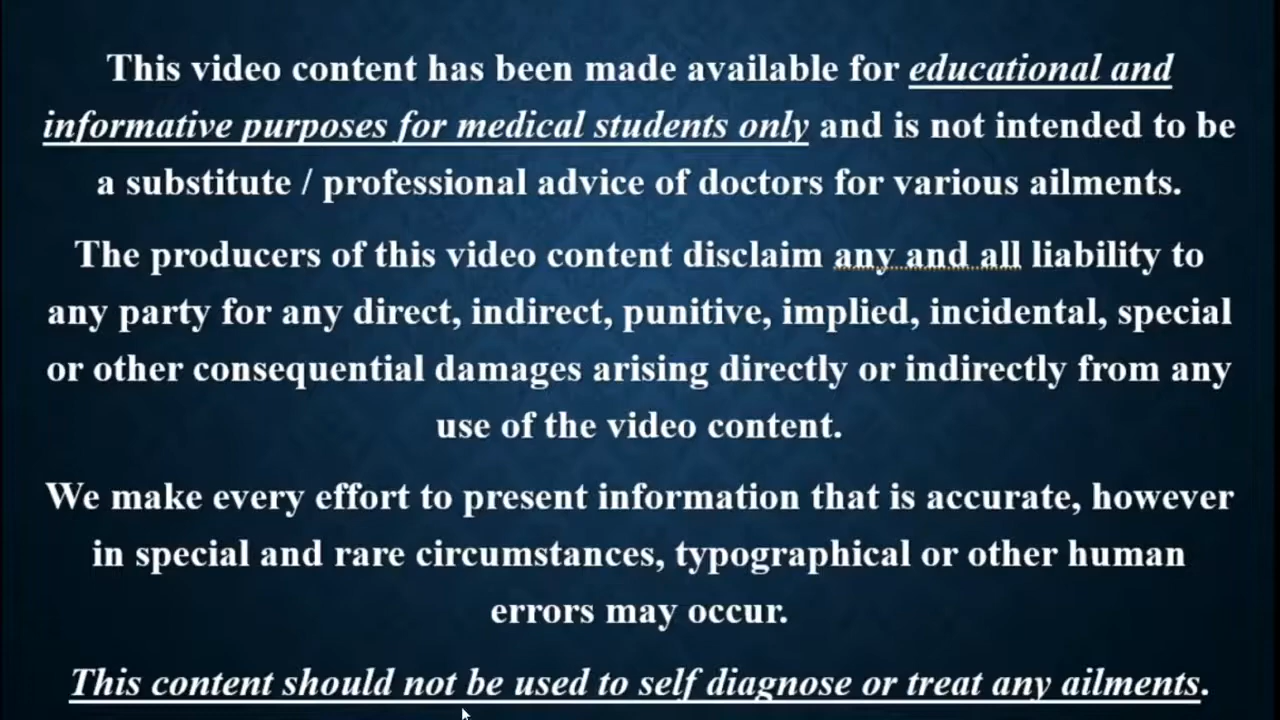 This video content has been made available for educational and
informative purposes for medical students only and is not intended to be
a substitute / professional advice of doctors for various ailments.
The producers of this video content disclaim any and all liability to
any party for any direct, indirect, punitive, implied, incidental, special
or other consequential damages arising directly or indirectly from any
use of the video content.
We make every effort to present information that is accurate, however
in special and rare circumstances, typographical or other human
errors may occur.
This content should not be used to self diagnose or treat any ailments.